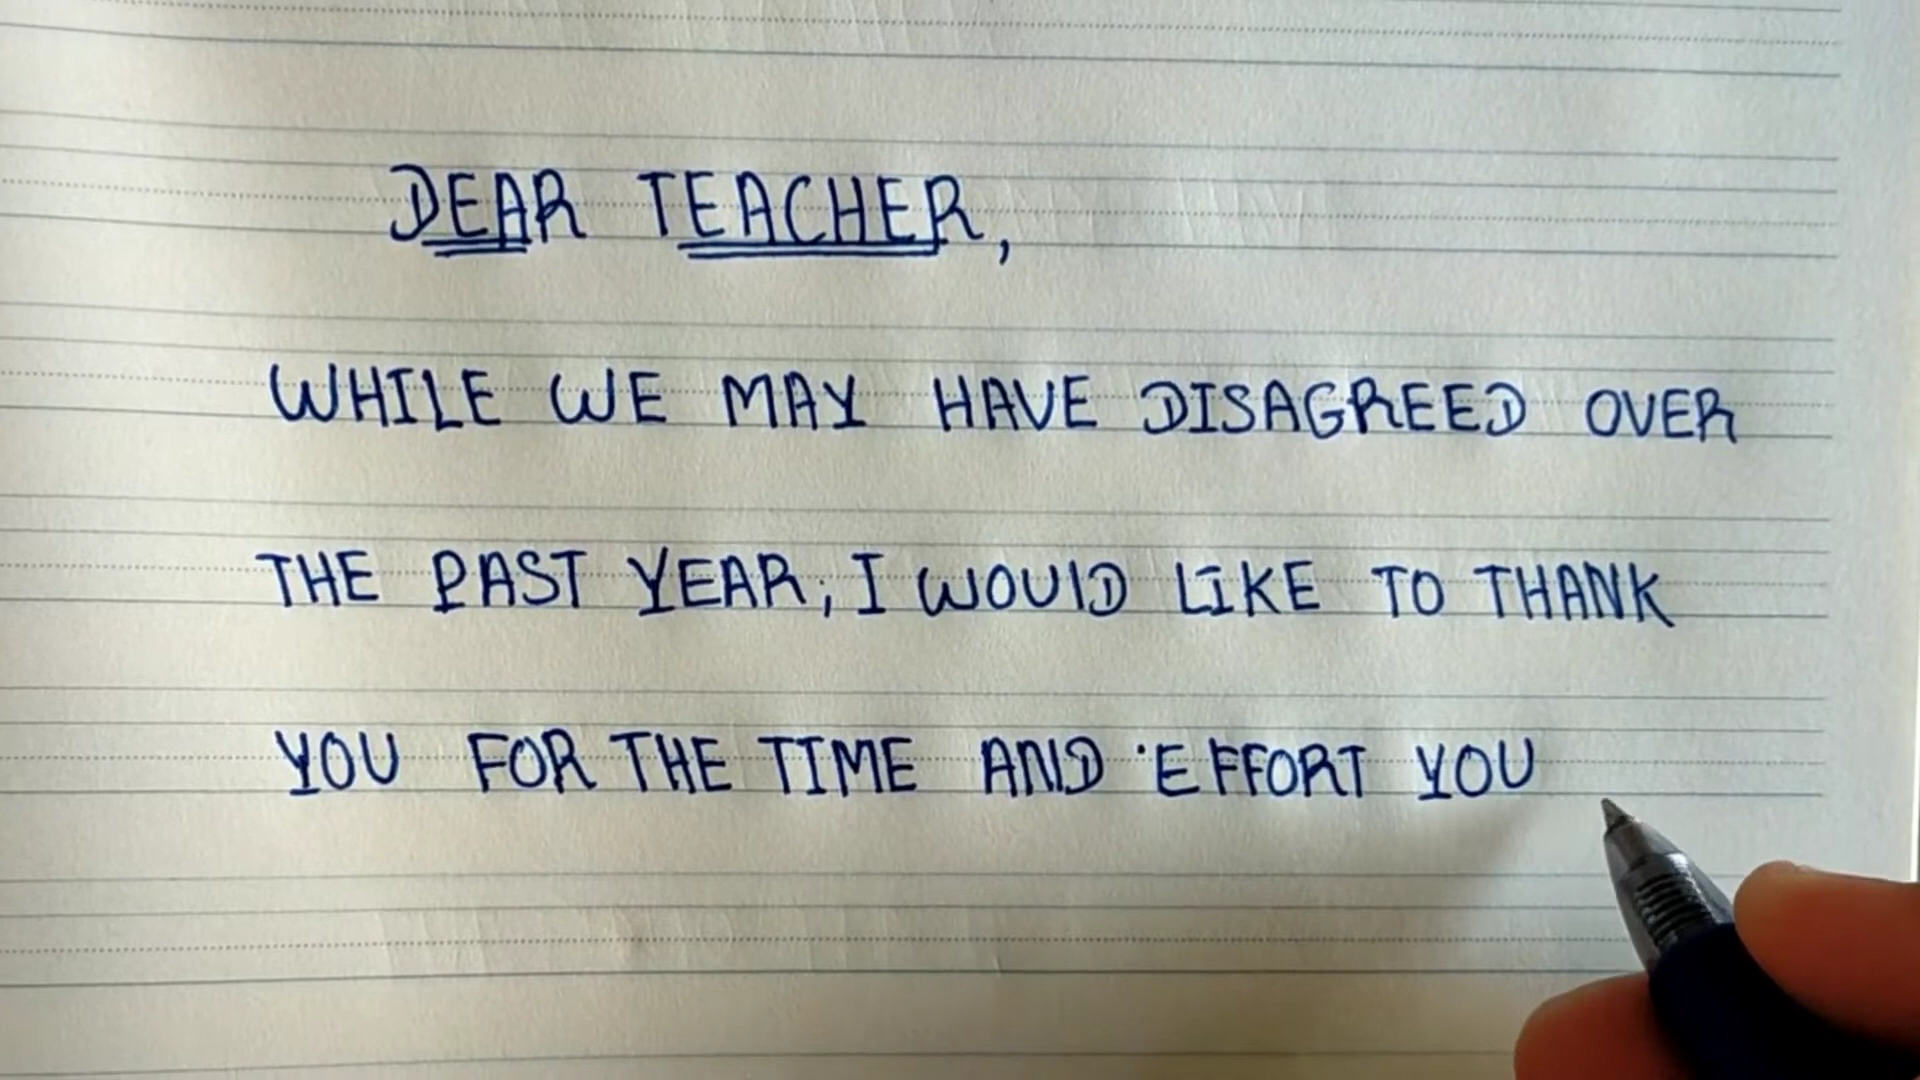 DEAR TEACHER,
WHILE WE MAY HAVE DISAGREED OVER
THE PAST YEAR; I WOULD LIKE TO THANK
YOU FOR THE TIME AND EFFORT YOU